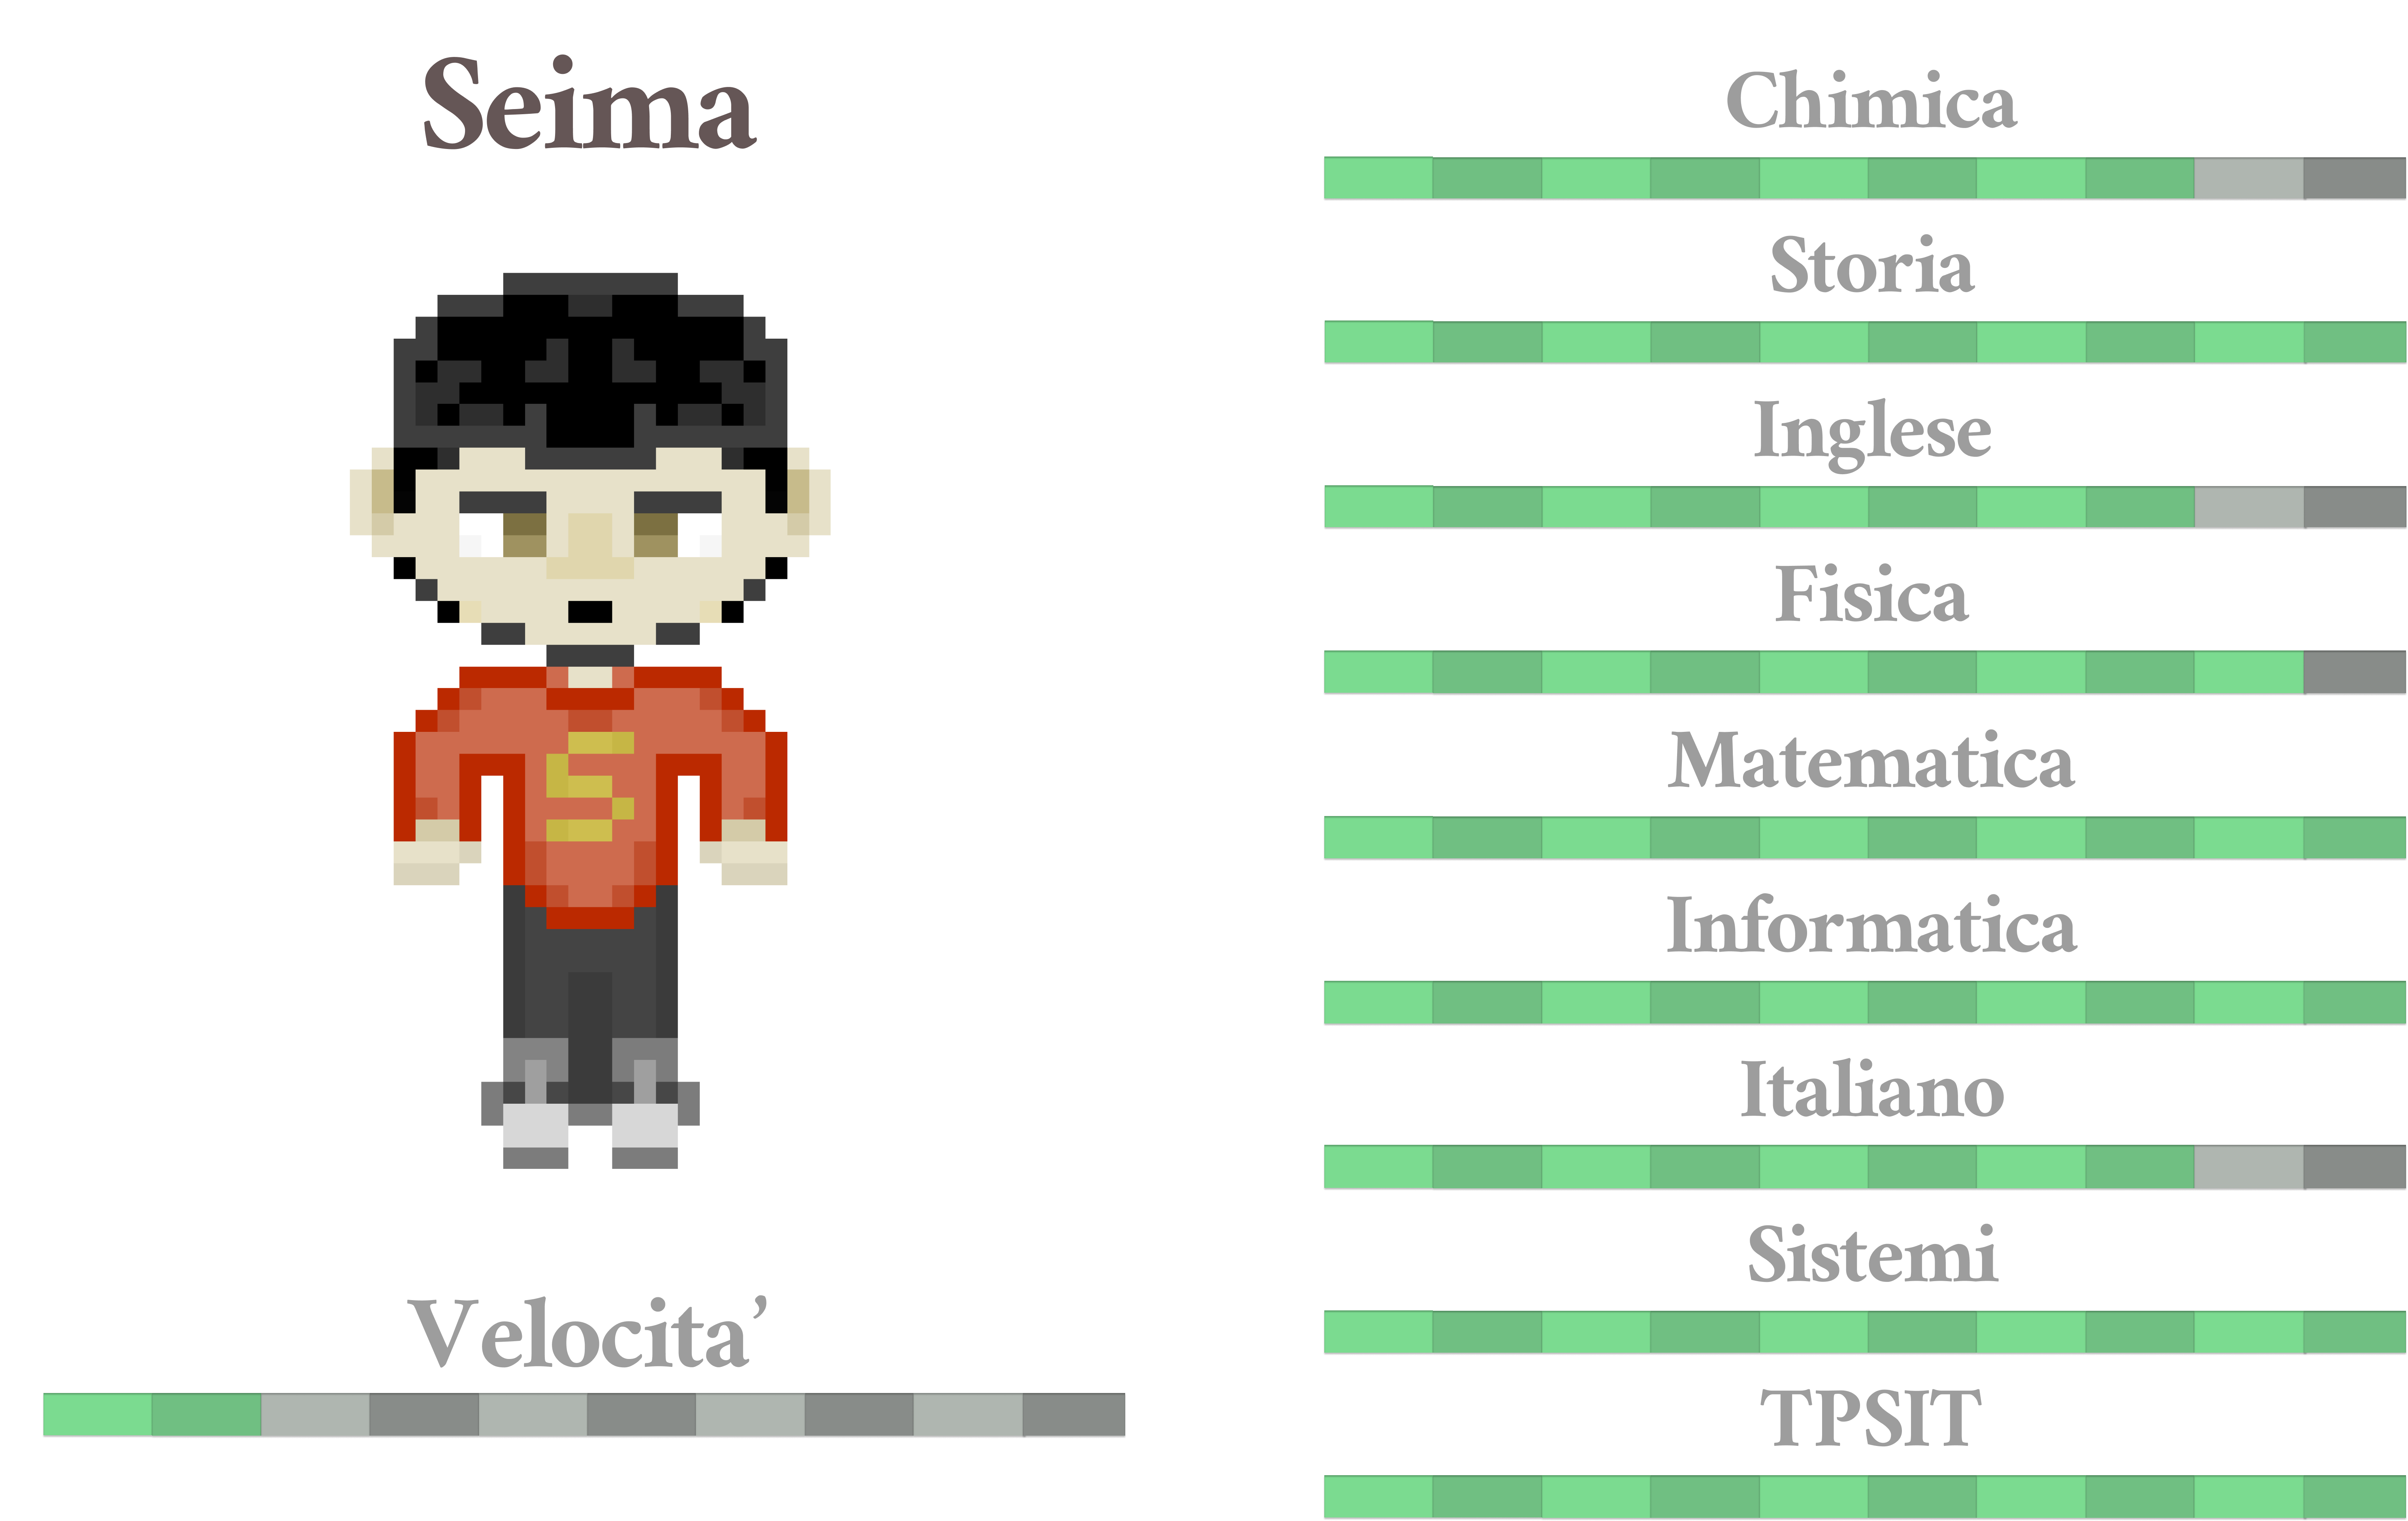 Seima
Velocita’
Chimica
Storia
Inglese
Fisica
Matematica
Informatica
Italiano
Sistemi
TPSIT